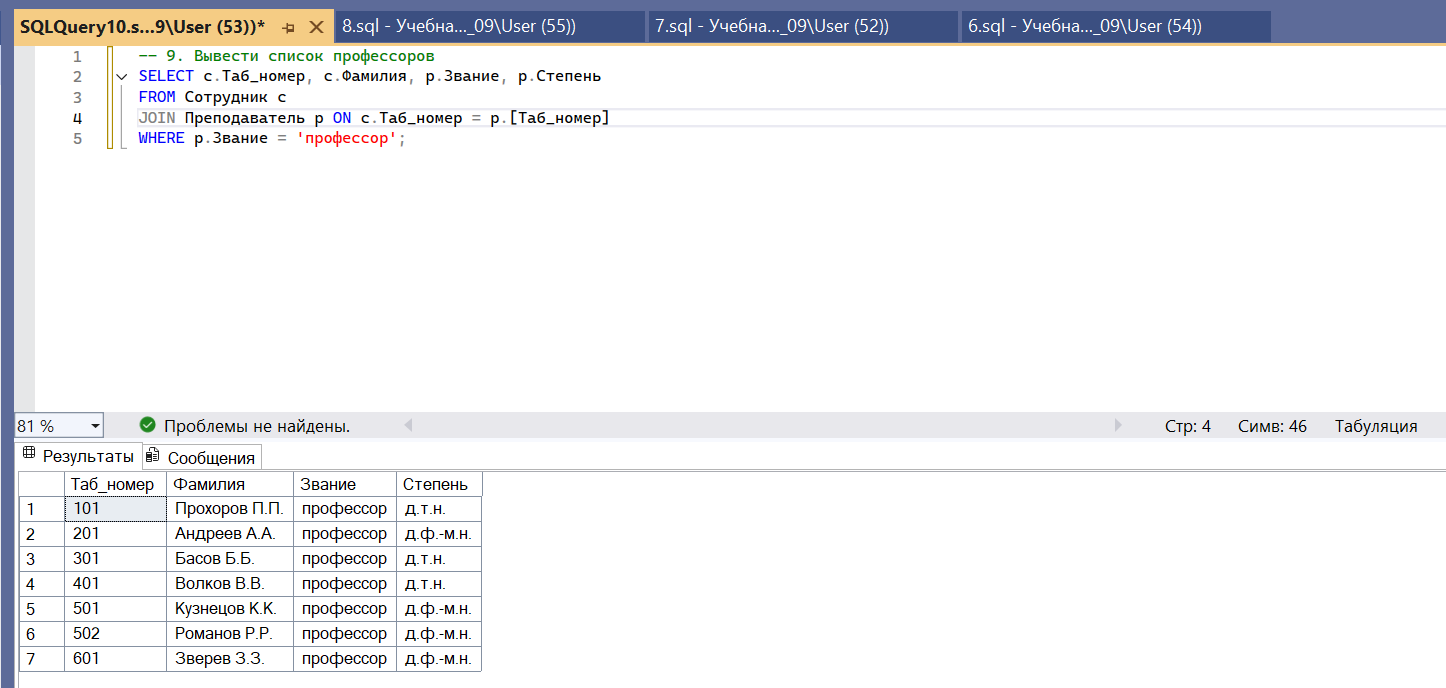 SQLQuery10.s...9\User (53))* 8.sql - Учебна..._09\User (55)) 7.sql - Учебна..._09\User (52)) 6.sql - Учебна..._09\User (54))
1 -- 9. Вывести список профессоров
2 SELECT с.Таб_номер, с.Фамилия, р.Звание, р.Степень
3 FROM Сотрудник с
4 JOIN Преподаватель р ON с.Таб_номер = р.[Таб_номер]
5 WHERE р.Звание = 'профессор';
81 % Проблемы не найдены. Стр: 4 Симв: 46 Табуляция
Результаты Сообщения
Таб_номер Фамилия Звание Степень
1 101 Прохоров П.П. профессор д.т.н.
2 201 Андреев А.А. профессор д.ф.-м.н.
3 301 Басов Б.Б. профессор д.т.н.
4 401 Волков В.В. профессор д.т.н.
5 501 Кузнецов К.К. профессор д.ф.-м.н.
6 502 Романов Р.Р. профессор д.ф.-м.н.
7 601 Зверев З.З. профессор д.ф.-м.н.